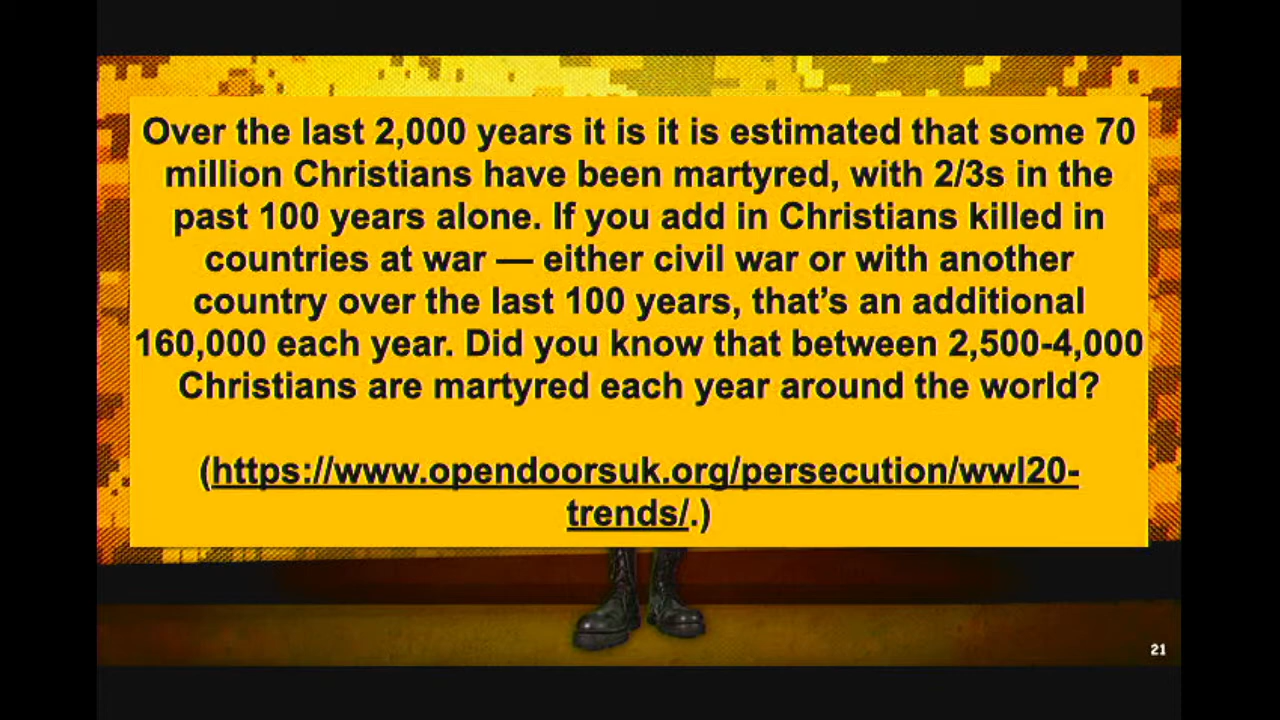 Over the last 2,000 years it is it is estimated that some 70
million Christians have been martyred, with 2/3s in the
past 100 years alone. If you add in Christians killed in
countries at war — either civil war or with another
country over the last 100 years, that’s an additional
160,000 each year. Did you know that between 2,500-4,000
Christians are martyred each year around the world?
(https://www.opendoorsuk.org/persecution/wwl20-
trends/.)
21